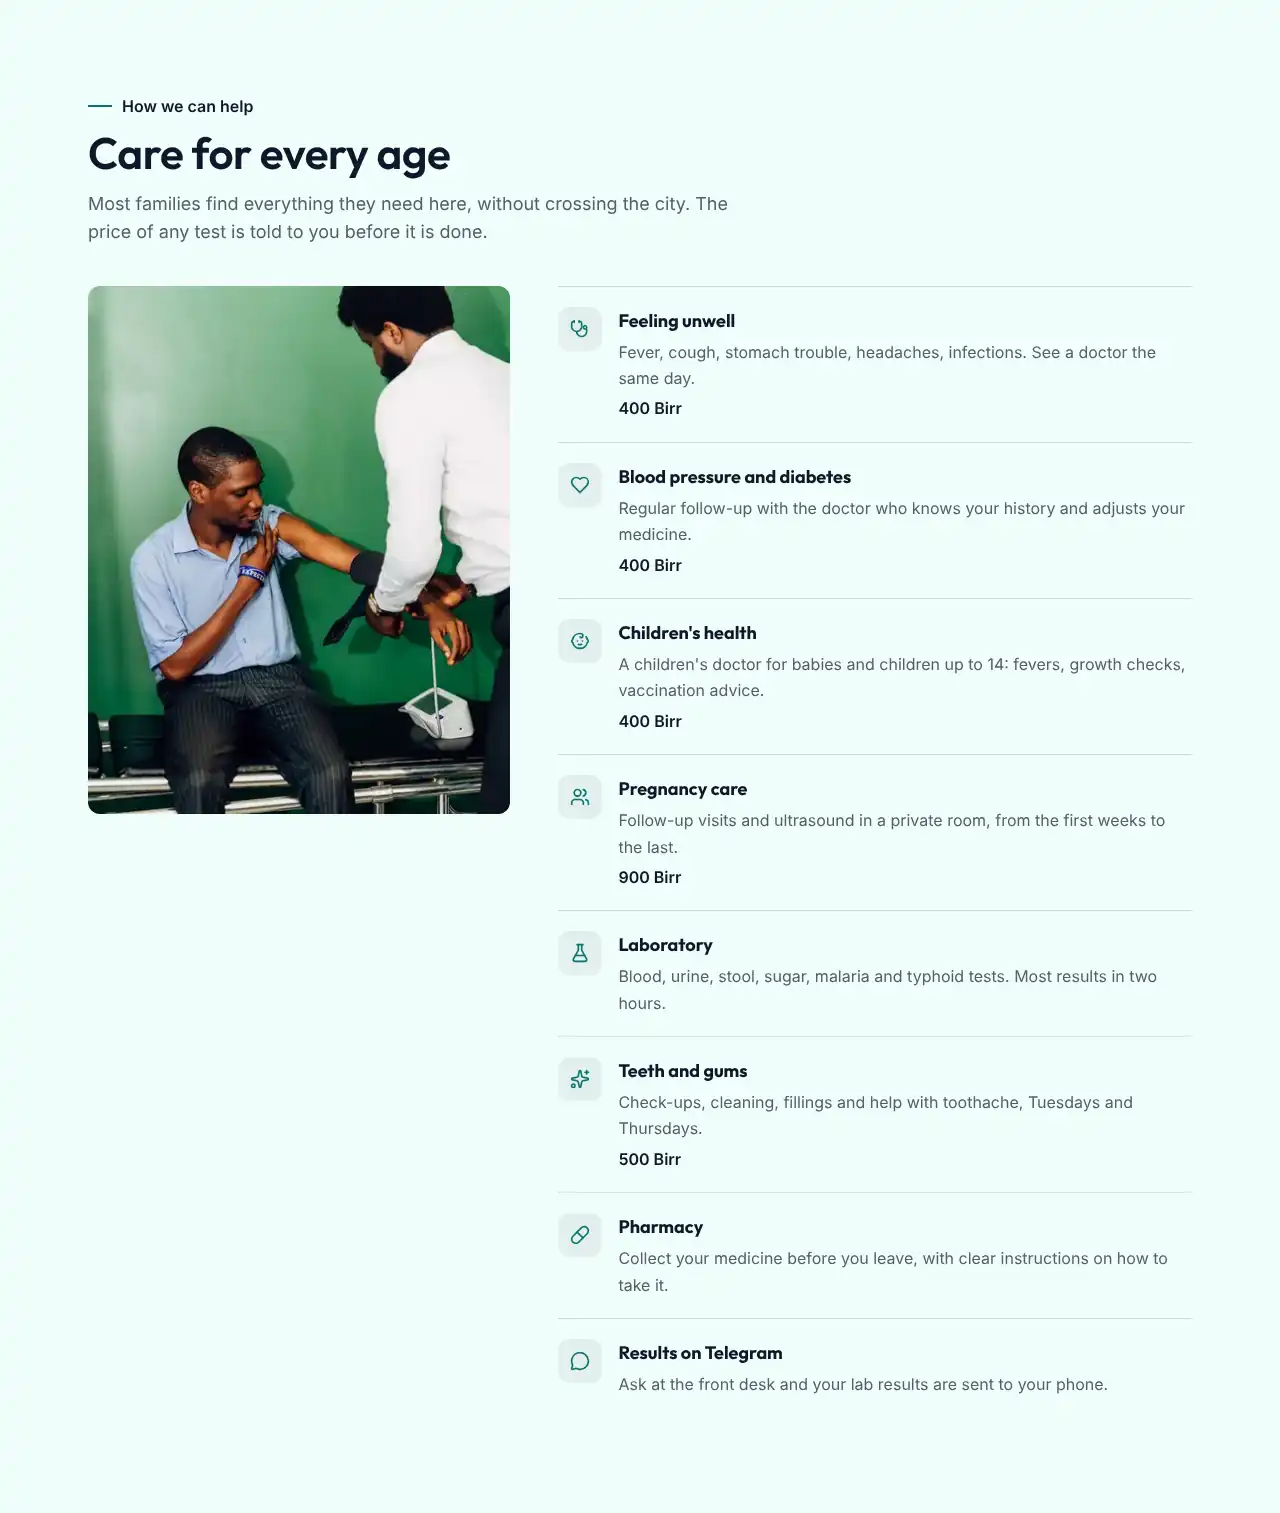 How we can help
Care for every age
Most families find everything they need here, without crossing the city. The
price of any test is told to you before it is done.
Feeling unwell
Fever, cough, stomach trouble, headaches, infections. See a doctor the
same day.
400 Birr
Blood pressure and diabetes
Regular follow-up with the doctor who knows your history and adjusts your
medicine.
400 Birr
Children's health
A children's doctor for babies and children up to 14: fevers, growth checks,
vaccination advice.
400 Birr
Pregnancy care
Follow-up visits and ultrasound in a private room, from the first weeks to
the last.
900 Birr
Laboratory
Blood, urine, stool, sugar, malaria and typhoid tests. Most results in two
hours.
Teeth and gums
Check-ups, cleaning, fillings and help with toothache, Tuesdays and
Thursdays.
500 Birr
Pharmacy
Collect your medicine before you leave, with clear instructions on how to
take it.
Results on Telegram
Ask at the front desk and your lab results are sent to your phone.